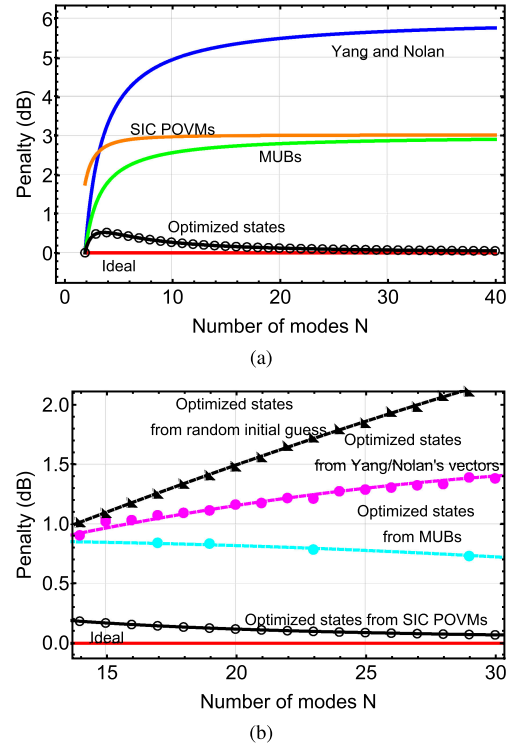 6
5
4
3
2
1
0
Penalty (dB)
Yang and Nolan
SIC POVMs
MUBs
Optimized states
Ideal
0 10 20 30 40
Number of modes N
(a)
2.0
1.5
1.0
0.5
0.0
Penalty (dB)
Optimized states
from random initial guess
Optimized states
from Yang/Nolan's vectors
Optimized states
from MUBs
Optimized states from SIC POVMs
Ideal
15 20 25 30
Number of modes N
(b)